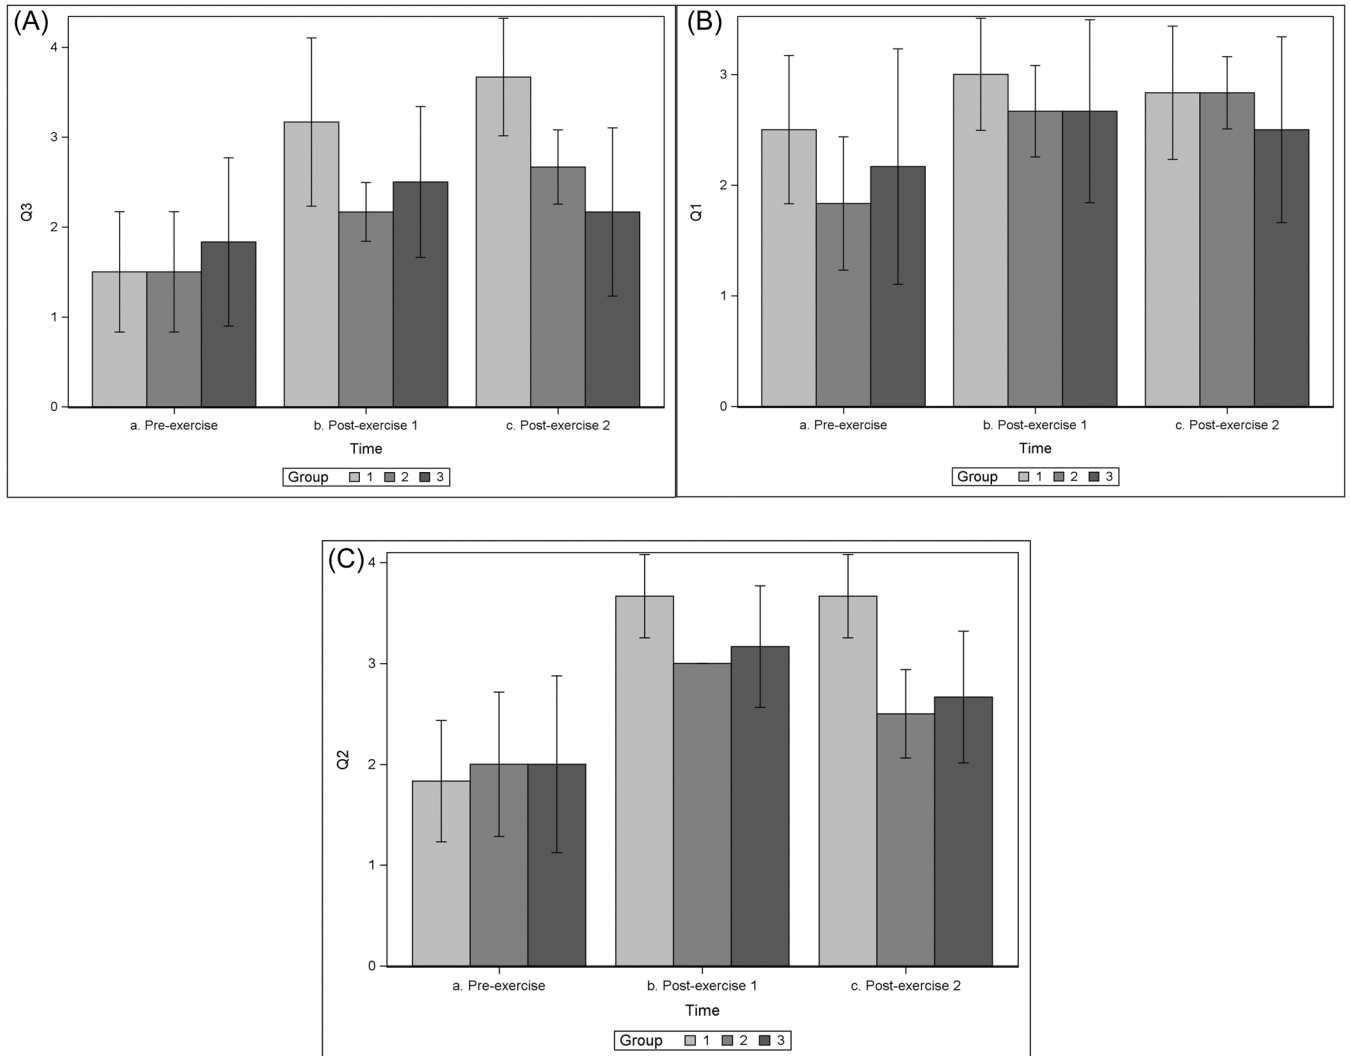 (A)
4
3
2
1
0
Q3
a. Pre-exercise b. Post-exercise 1 c. Post-exercise 2
Time
Group 1 2 3
(B)
3
2
1
0
Q1
a. Pre-exercise b. Post-exercise 1 c. Post-exercise 2
Time
Group 1 2 3
(C)
4
3
2
1
0
Q2
a. Pre-exercise b. Post-exercise 1 c. Post-exercise 2
Time
Group 1 2 3